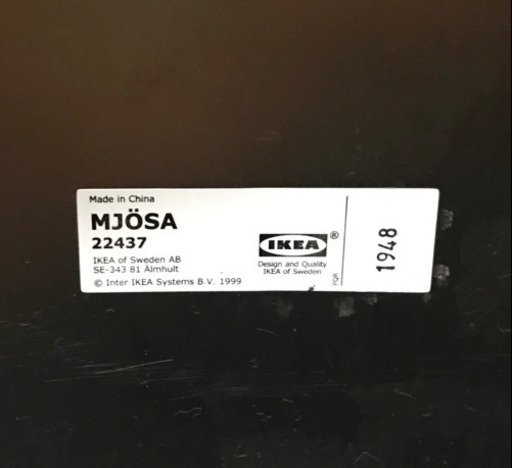 Made in China
MJÖSA
22437
IKEA of Sweden AB
SE-343 81 Älmhult
© Inter IKEA Systems B.V. 1999
IKEA®
Design and Quality
IKEA of Sweden
PQR
1948